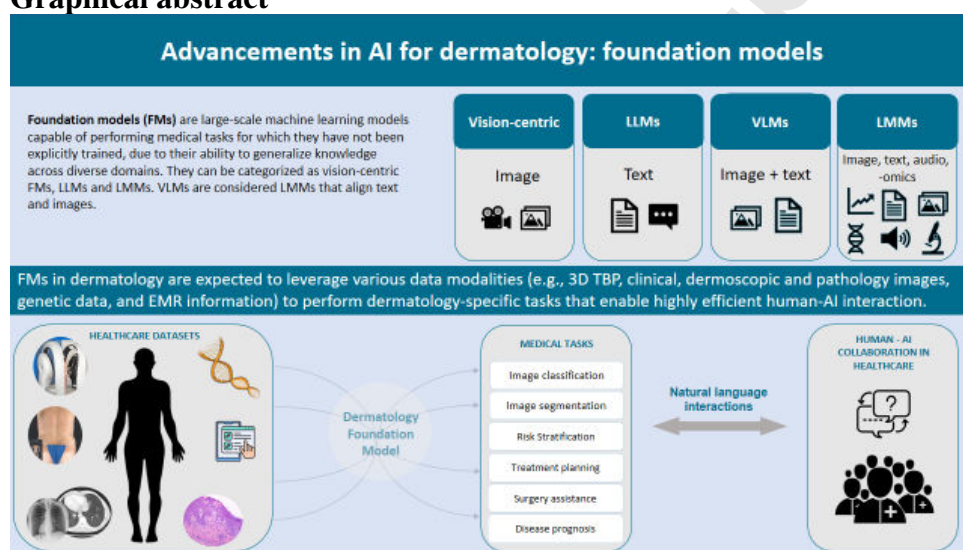 Graphical abstract
Advancements in AI for dermatology: foundation models
Foundation models (FMs) are large-scale machine learning models
capable of performing medical tasks for which they have not been
explicitly trained, due to their ability to generalize knowledge
across diverse domains. They can be categorized as vision-centric
FMs, LLMs and LMMs. VLMs are considered LMMs that align text
and images.
Vision-centric
Image
LLMs
Text
VLMs
Image + text
LMMs
Image, text, audio,
-omics
FMs in dermatology are expected to leverage various data modalities (e.g., 3D TBP, clinical, dermoscopic and pathology images,
genetic data, and EMR information) to perform dermatology-specific tasks that enable highly efficient human-AI interaction.
HEALTHCARE DATASETS
Dermatology
Foundation
Model
MEDICAL TASKS
Image classification
Image segmentation
Risk Stratification
Treatment planning
Surgery assistance
Disease prognosis
Natural language
interactions
HUMAN - AI
COLLABORATION IN
HEALTHCARE
?